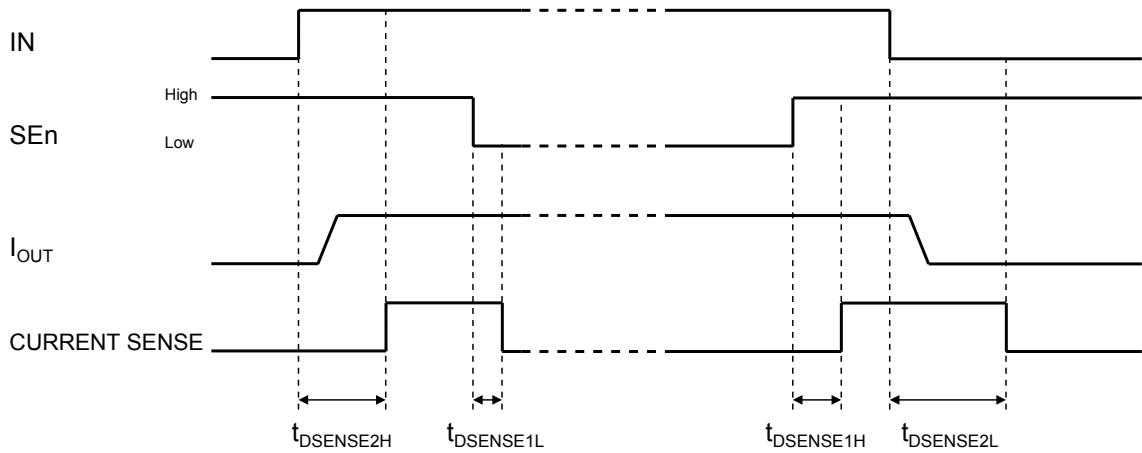 IN
High
SEn
Low
IOUT
CURRENT SENSE
tDSENSE2H
tDSENSE1L
tDSENSE1H
tDSENSE2L